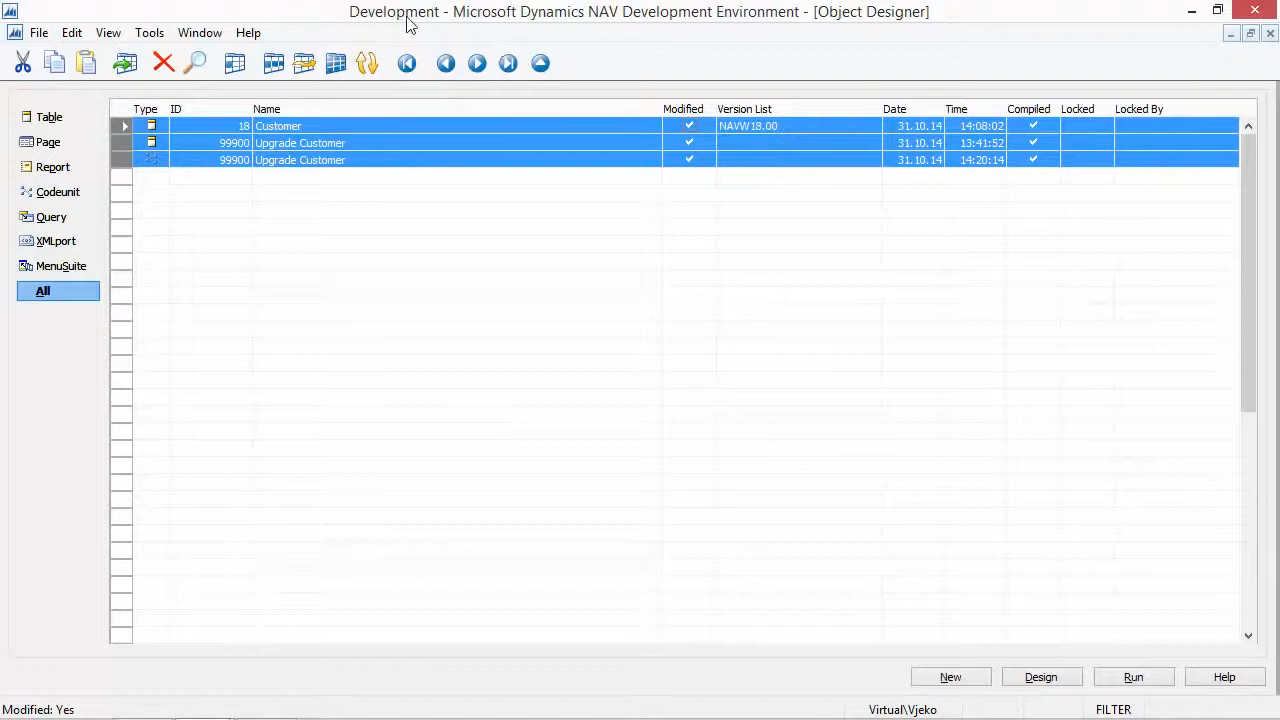 Development - Microsoft Dynamics NAV Development Environment - [Object Designer]
File Edit View Tools Window Help
Type ID Name Modified Version List Date Time Compiled Locked Locked By
18 Customer NAVW18.00 31.10.14 14:08:02
99900 Upgrade Customer 31.10.14 13:41:52
99900 Upgrade Customer 31.10.14 14:20:14
Table
Page
Report
Codeunit
Query
XMLport
MenuSuite
All
New Design Run Help
Modified: Yes Virtual\Vjeko FILTER